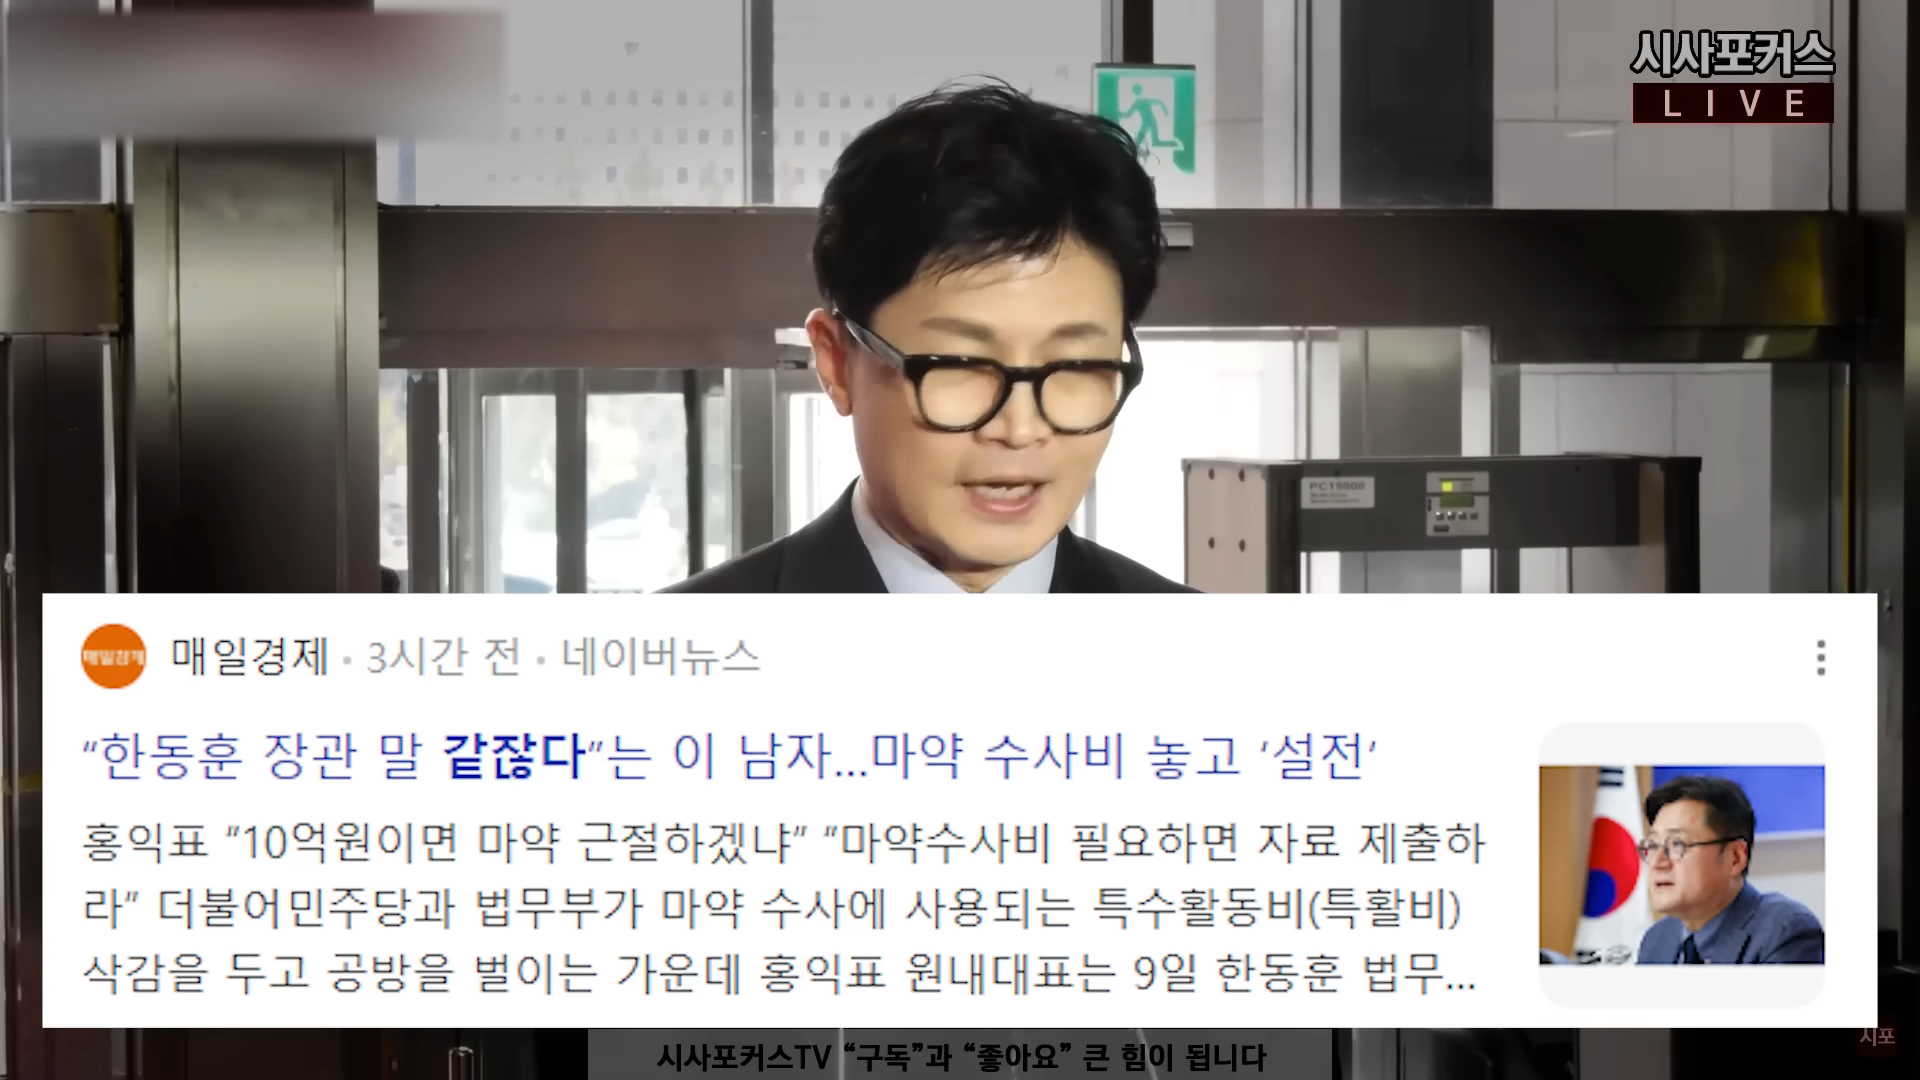 시사포커스
LIVE
PC15000
매일경제
매일경제 · 3시간 전 · 네이버뉴스
“한동훈 장관 말 같잖다”는 이 남자...마약 수사비 놓고 ‘설전’
홍익표 “10억원이면 마약 근절하겠냐” “마약수사비 필요하면 자료 제출하
라” 더불어민주당과 법무부가 마약 수사에 사용되는 특수활동비(특활비)
삭감을 두고 공방을 벌이는 가운데 홍익표 원내대표는 9일 한동훈 법무...
시포
시사포커스TV “구독”과 “좋아요” 큰 힘이 됩니다